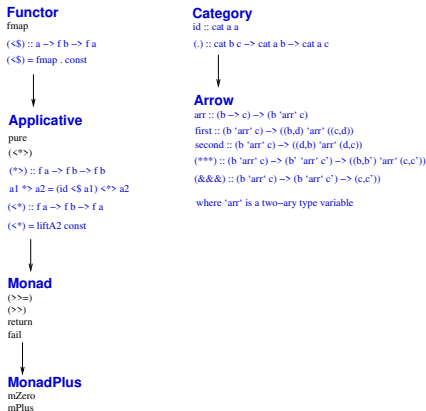 Functor
fmap
(<$) :: a −> f b −> f a
(<$) = fmap . const
Applicative
pure
(<*>)
(*>) :: f a −> f b −> f b
a1 *> a2 = (id <$ a1) <*> a2
(<*) :: f a −> f b −> f a
(<*) = liftA2 const
Monad
(>>=)
(>>)
return
fail
MonadPlus
mZero
mPlus
Category
id :: cat a a
(.) :: cat b c −> cat a b −> cat a c
Arrow
arr :: (b −> c) −> (b ‘arr‘ c)
first :: (b ‘arr‘ c) −> ((b,d) ‘arr‘ ((c,d))
second :: (b ‘arr‘ c) −> ((d,b) ‘arr‘ (d,c))
(***) :: (b ‘arr‘ c) −> (b’ ‘arr‘ c’) −> ((b,b’) ‘arr‘ (c,c’))
(&&&) :: (b ‘arr‘ c) −> (b ‘arr‘ c’) −> (c,c’))
where ‘arr‘ is a two−ary type variable